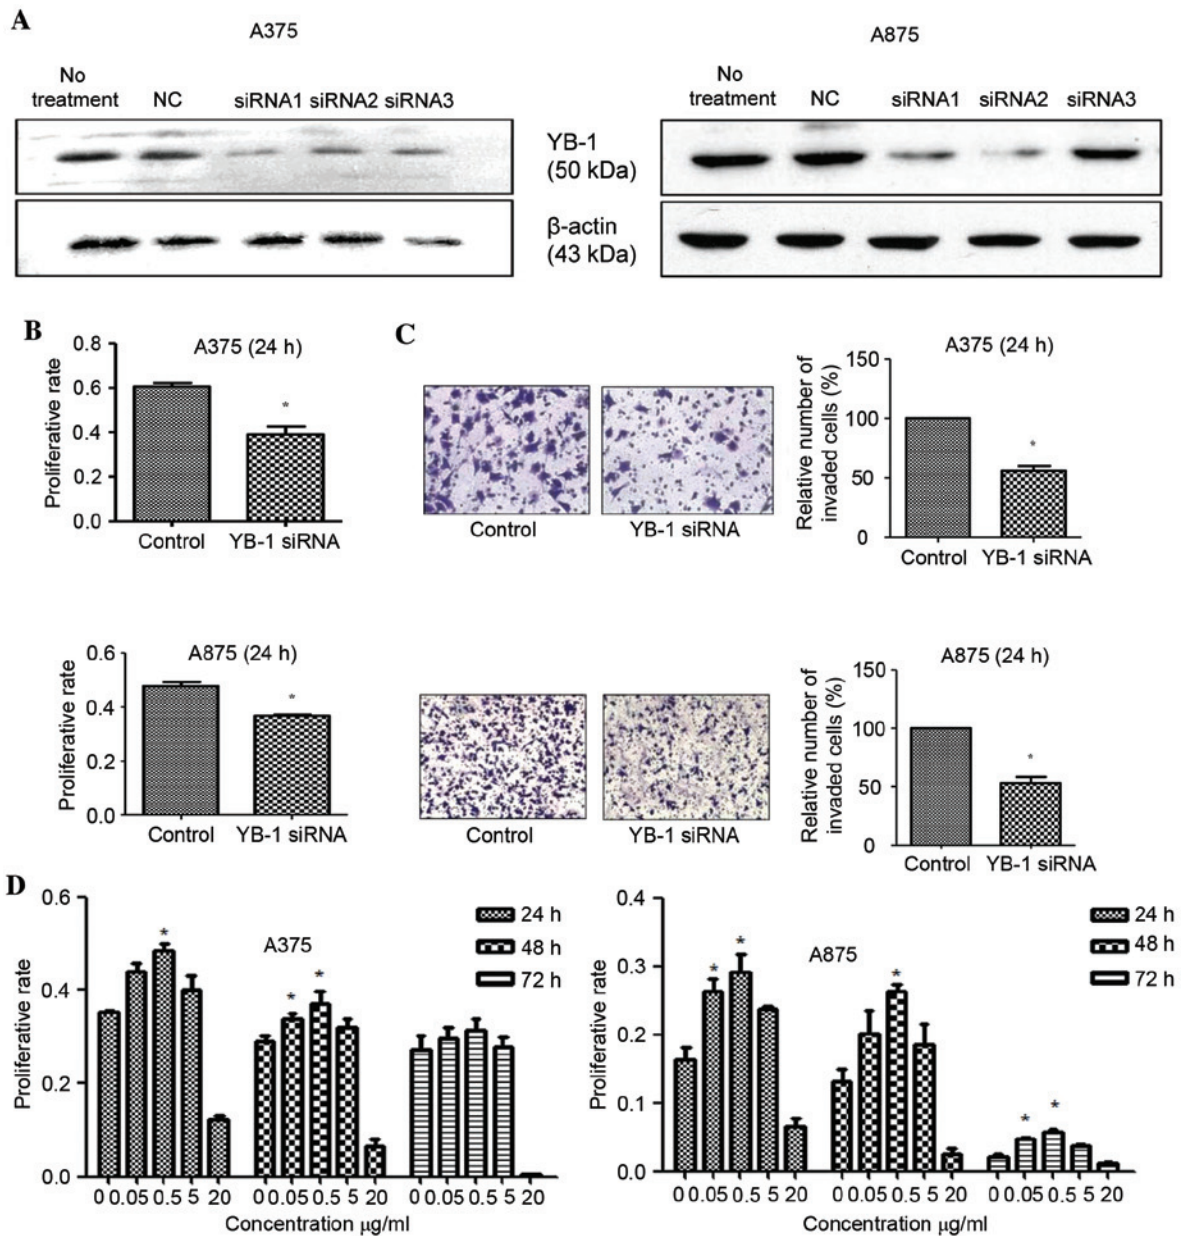 A
A375
A875
No treatment NC siRNA1 siRNA2 siRNA3
No treatment NC siRNA1 siRNA2 siRNA3
YB-1
(50 kDa)
β-actin
(43 kDa)
B
A375 (24 h)
Proliferative rate
0.8
0.6
0.4
0.2
0.0
*
Control YB-1 siRNA
A875 (24 h)
Proliferative rate
0.6
0.4
0.2
0.0
*
Control YB-1 siRNA
C
Control YB-1 siRNA
A375 (24 h)
Relative number of
invaded cells (%)
150
100
50
0
*
Control YB-1 siRNA
Control YB-1 siRNA
A875 (24 h)
Relative number of
invaded cells (%)
150
100
50
0
*
Control YB-1 siRNA
D
A375
24 h
48 h
72 h
Proliferative rate
0.6
0.4
0.2
0.0
* * *
0 0.05 0.5 5 20 0 0.05 0.5 5 20 0 0.05 0.5 5 20
Concentration µg/ml
A875
24 h
48 h
72 h
Proliferative rate
0.4
0.3
0.2
0.1
0.0
* * * * *
0 0.05 0.5 5 20 0 0.05 0.5 5 20 0 0.05 0.5 5 20
Concentration µg/ml